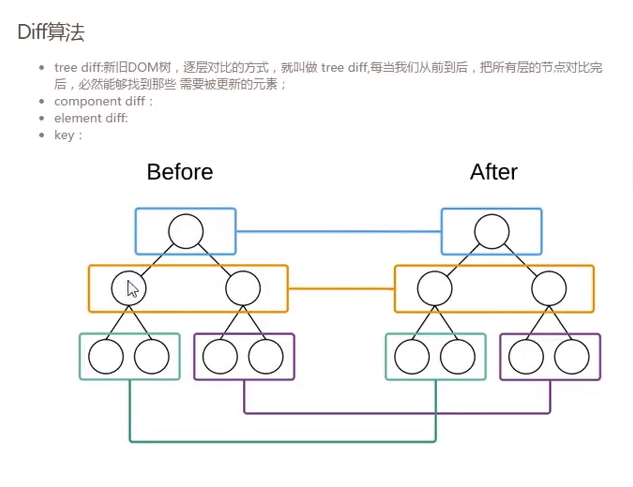 Diff算法
tree diff:新旧DOM树，逐层对比的方式，就叫做 tree diff,每当我们从前到后，把所有层的节点对比完
后，必然能够找到那些 需要被更新的元素；
component diff：
element diff:
key：
Before
After